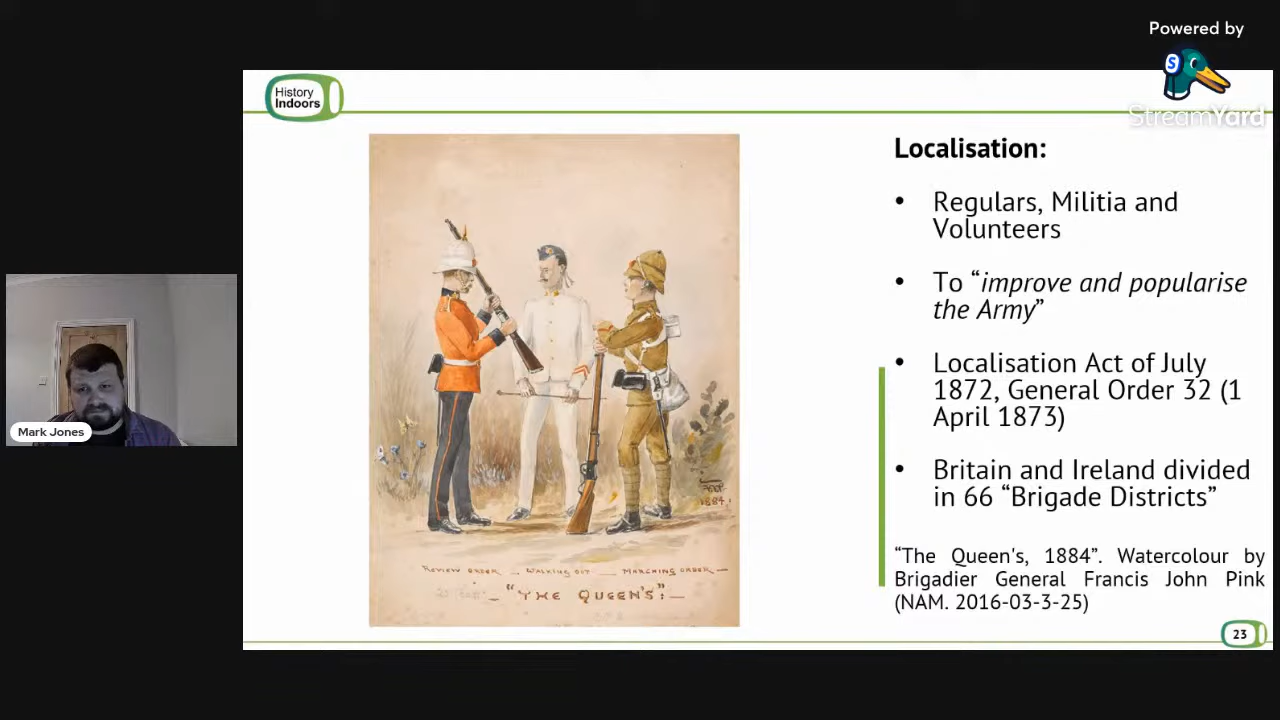 Powered by
S
StreamYard
History
Indoors
Localisation:
• Regulars, Militia and
Volunteers
• To “improve and popularise
the Army”
• Localisation Act of July
1872, General Order 32 (1
April 1873)
• Britain and Ireland divided
in 66 “Brigade Districts”
“The Queen's, 1884”. Watercolour by
Brigadier General Francis John Pink
(NAM. 2016-03-3-25)
1884.
REVIEW ORDER WALKING OUT MARCHING ORDER
“THE QUEEN'S”
Mark Jones
23